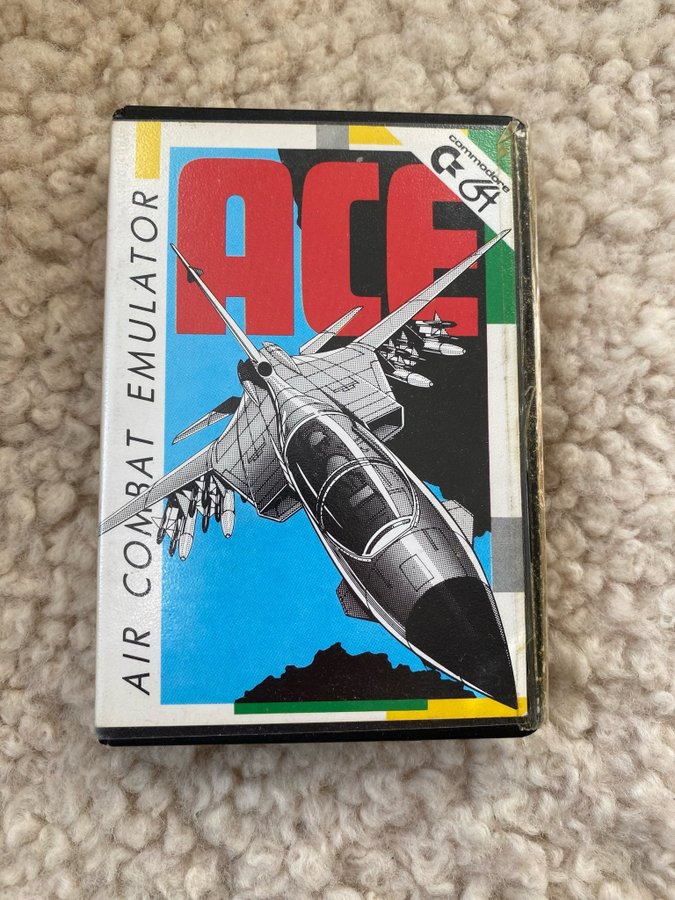 commodore
C= 64
ACE
AIR COMBAT EMULATOR